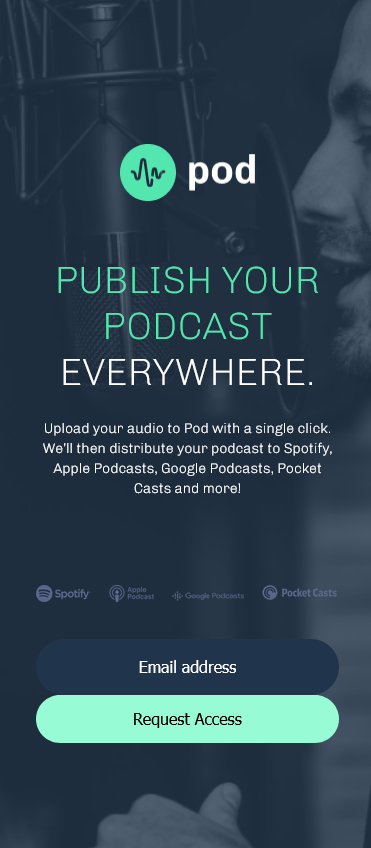 pod
PUBLISH YOUR
PODCAST
EVERYWHERE.
Upload your audio to Pod with a single click.
We'll then distribute your podcast to Spotify,
Apple Podcasts, Google Podcasts, Pocket
Casts and more!
Spotify
Apple
Podcast
Google Podcasts
Pocket Casts
Email address
Request Access